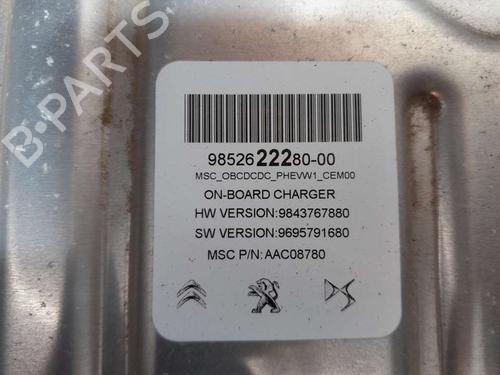 B-PARTS
9852622280-00
MSC_OBCDCDC_PHEVW1_CEM00
ON-BOARD CHARGER
HW VERSION:9843767880
SW VERSION:9695791680
MSC P/N: AAC08780